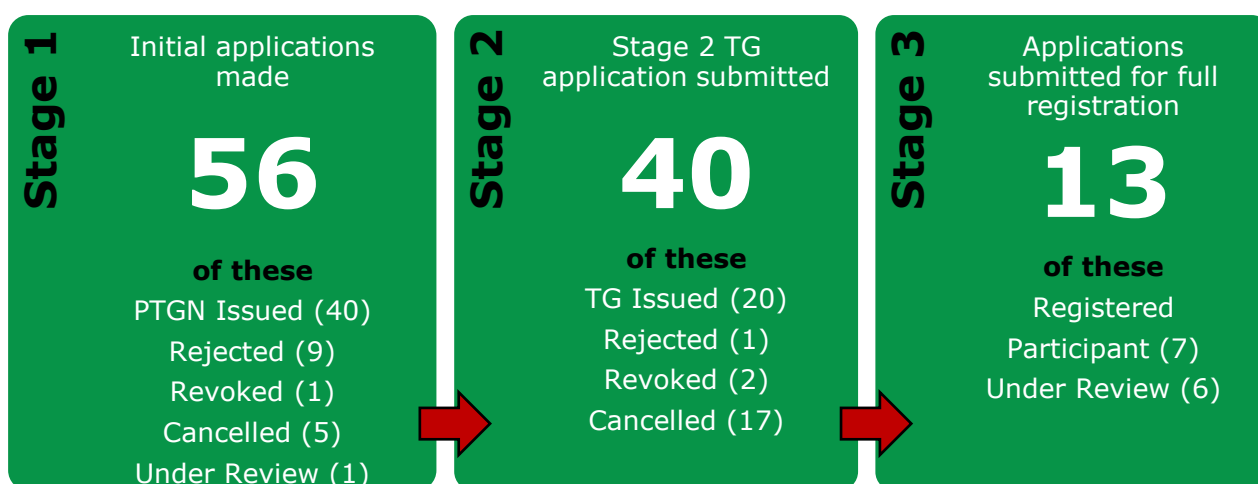 Stage 1
Initial applications
made
56
of these
PTGN Issued (40)
Rejected (9)
Revoked (1)
Cancelled (5)
Under Review (1)
Stage 2
Stage 2 TG
application submitted
40
of these
TG Issued (20)
Rejected (1)
Revoked (2)
Cancelled (17)
Stage 3
Applications
submitted for full
registration
13
of these
Registered
Participant (7)
Under Review (6)